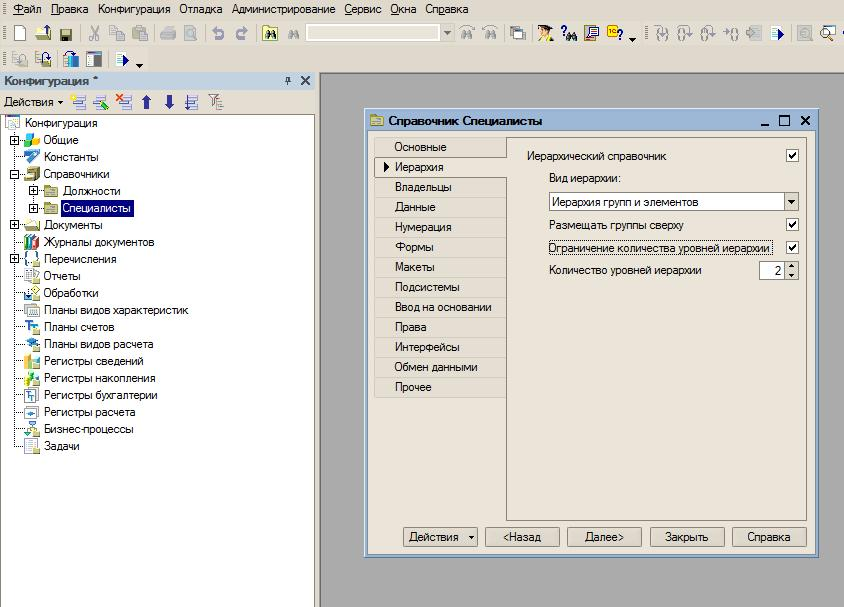 Файл Правка Конфигурация Отладка Администрирование Сервис Окна Справка
Конфигурация *
Действия
Конфигурация
Общие
Константы
Справочники
Должности
Специалисты
Документы
Журналы документов
Перечисления
Отчеты
Обработки
Планы видов характеристик
Планы счетов
Планы видов расчета
Регистры сведений
Регистры накопления
Регистры бухгалтерии
Регистры расчета
Бизнес-процессы
Задачи
Справочник Специалисты
Основные
Иерархия
Владельцы
Данные
Нумерация
Формы
Макеты
Подсистемы
Ввод на основании
Права
Интерфейсы
Обмен данными
Прочее
Иерархический справочник
Вид иерархии:
Иерархия групп и элементов
Размещать группы сверху
Ограничение количества уровней иерархии
Количество уровней иерархии 2
Действия <Назад Далее> Закрыть Справка